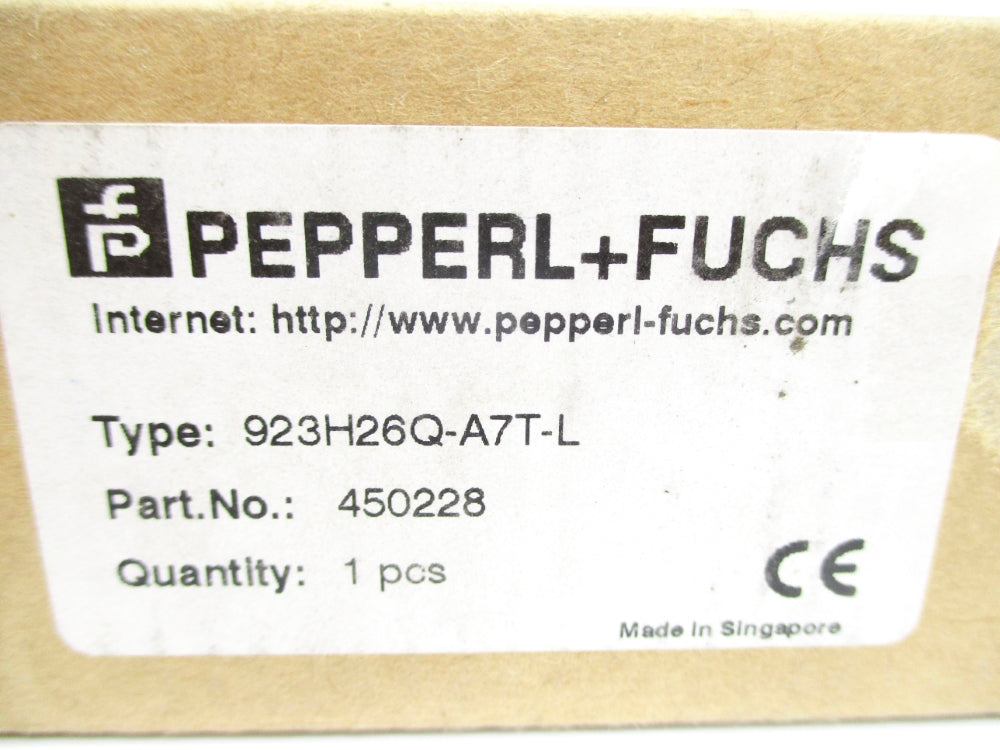 PEPPERL+FUCHS
Internet: http://www.pepperl-fuchs.com
Type: 923H26Q-A7T-L
Part.No.: 450228
Quantity: 1 pcs
CE
Made in Singapore